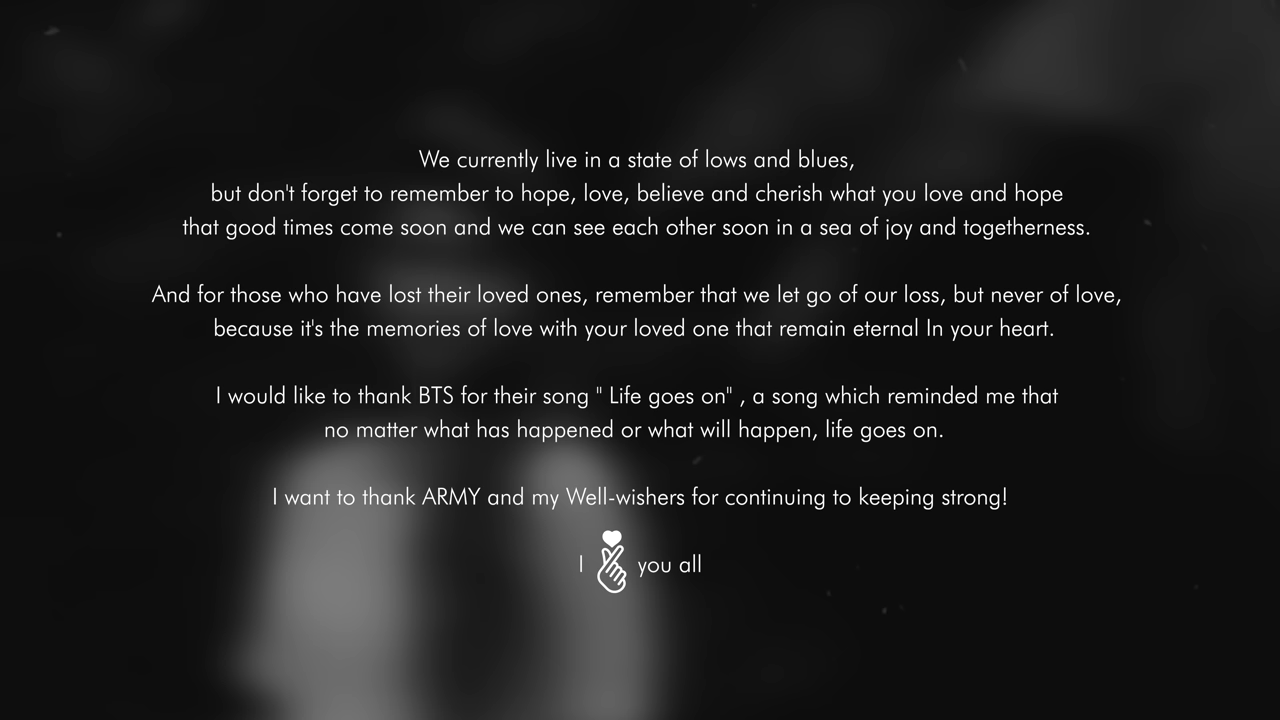 We currently live in a state of lows and blues,
but don't forget to remember to hope, love, believe and cherish what you love and hope
that good times come soon and we can see each other soon in a sea of joy and togetherness.
And for those who have lost their loved ones, remember that we let go of our loss, but never of love,
because it's the memories of love with your loved one that remain eternal In your heart.
I would like to thank BTS for their song " Life goes on" , a song which reminded me that
no matter what has happened or what will happen, life goes on.
I want to thank ARMY and my Well-wishers for continuing to keeping strong!
I you all